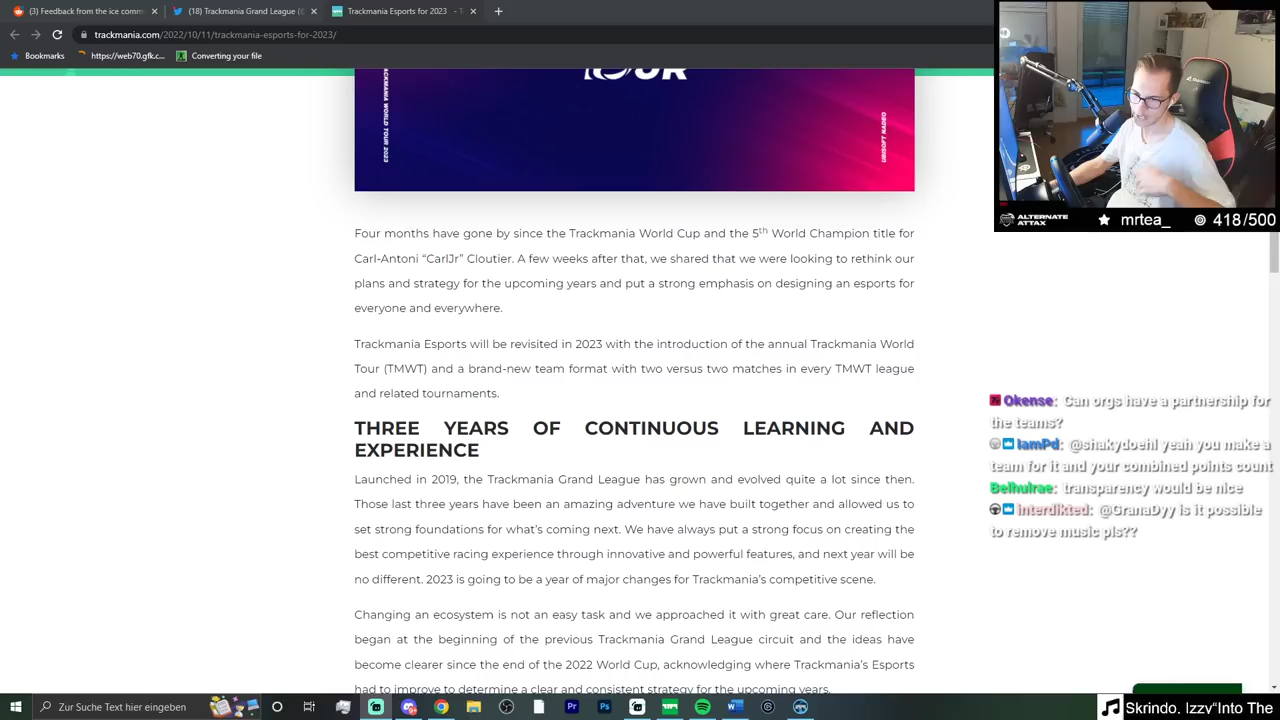 (3) Feedback from the ice comm
(18) Trackmania Grand League (
Trackmania Esports for 2023
trackmania.com/2022/10/11/trackmania-esports-for-2023/
Bookmarks
https://web70.gfk.c...
Converting your file
TRACKMANIA WORLD TOUR 2023
TOUR
UBISOFT NADEO
ALTERNATE ATTAX
mrtea_
418/500
Four months have gone by since the Trackmania World Cup and the 5th World Champion title for
Carl-Antoni “CarlJr” Cloutier. A few weeks after that, we shared that we were looking to rethink our
plans and strategy for the upcoming years and put a strong emphasis on designing an esports for
everyone and everywhere.
Trackmania Esports will be revisited in 2023 with the introduction of the annual Trackmania World
Tour (TMWT) and a brand-new team format with two versus two matches in every TMWT league
and related tournaments.
THREE YEARS OF CONTINUOUS LEARNING AND
EXPERIENCE
Launched in 2019, the Trackmania Grand League has grown and evolved quite a lot since then.
Those last three years have been an amazing adventure we have built together and allowed us to
set strong foundations for what’s coming next. We have always put a strong focus on creating the
best competitive racing experience through innovative and powerful features, and next year will be
no different. 2023 is going to be a year of major changes for Trackmania’s competitive scene.
Changing an ecosystem is not an easy task and we approached it with great care. Our reflection
began at the beginning of the previous Trackmania Grand League circuit and the ideas have
become clearer since the end of the 2022 World Cup, acknowledging where Trackmania’s Esports
had to improve to determine a clear and consistent strategy for the upcoming years.
Okense: Can orgs have a partnership for
the teams?
IamPd: @shakydoehl yeah you make a
team for it and your combined points count
Belhulrae: transparency would be nice
interdikted: @GranaDyy is it possible
to remove music pls??
Zur Suche Text hier eingeben
Skrindo, Izzy“Into The